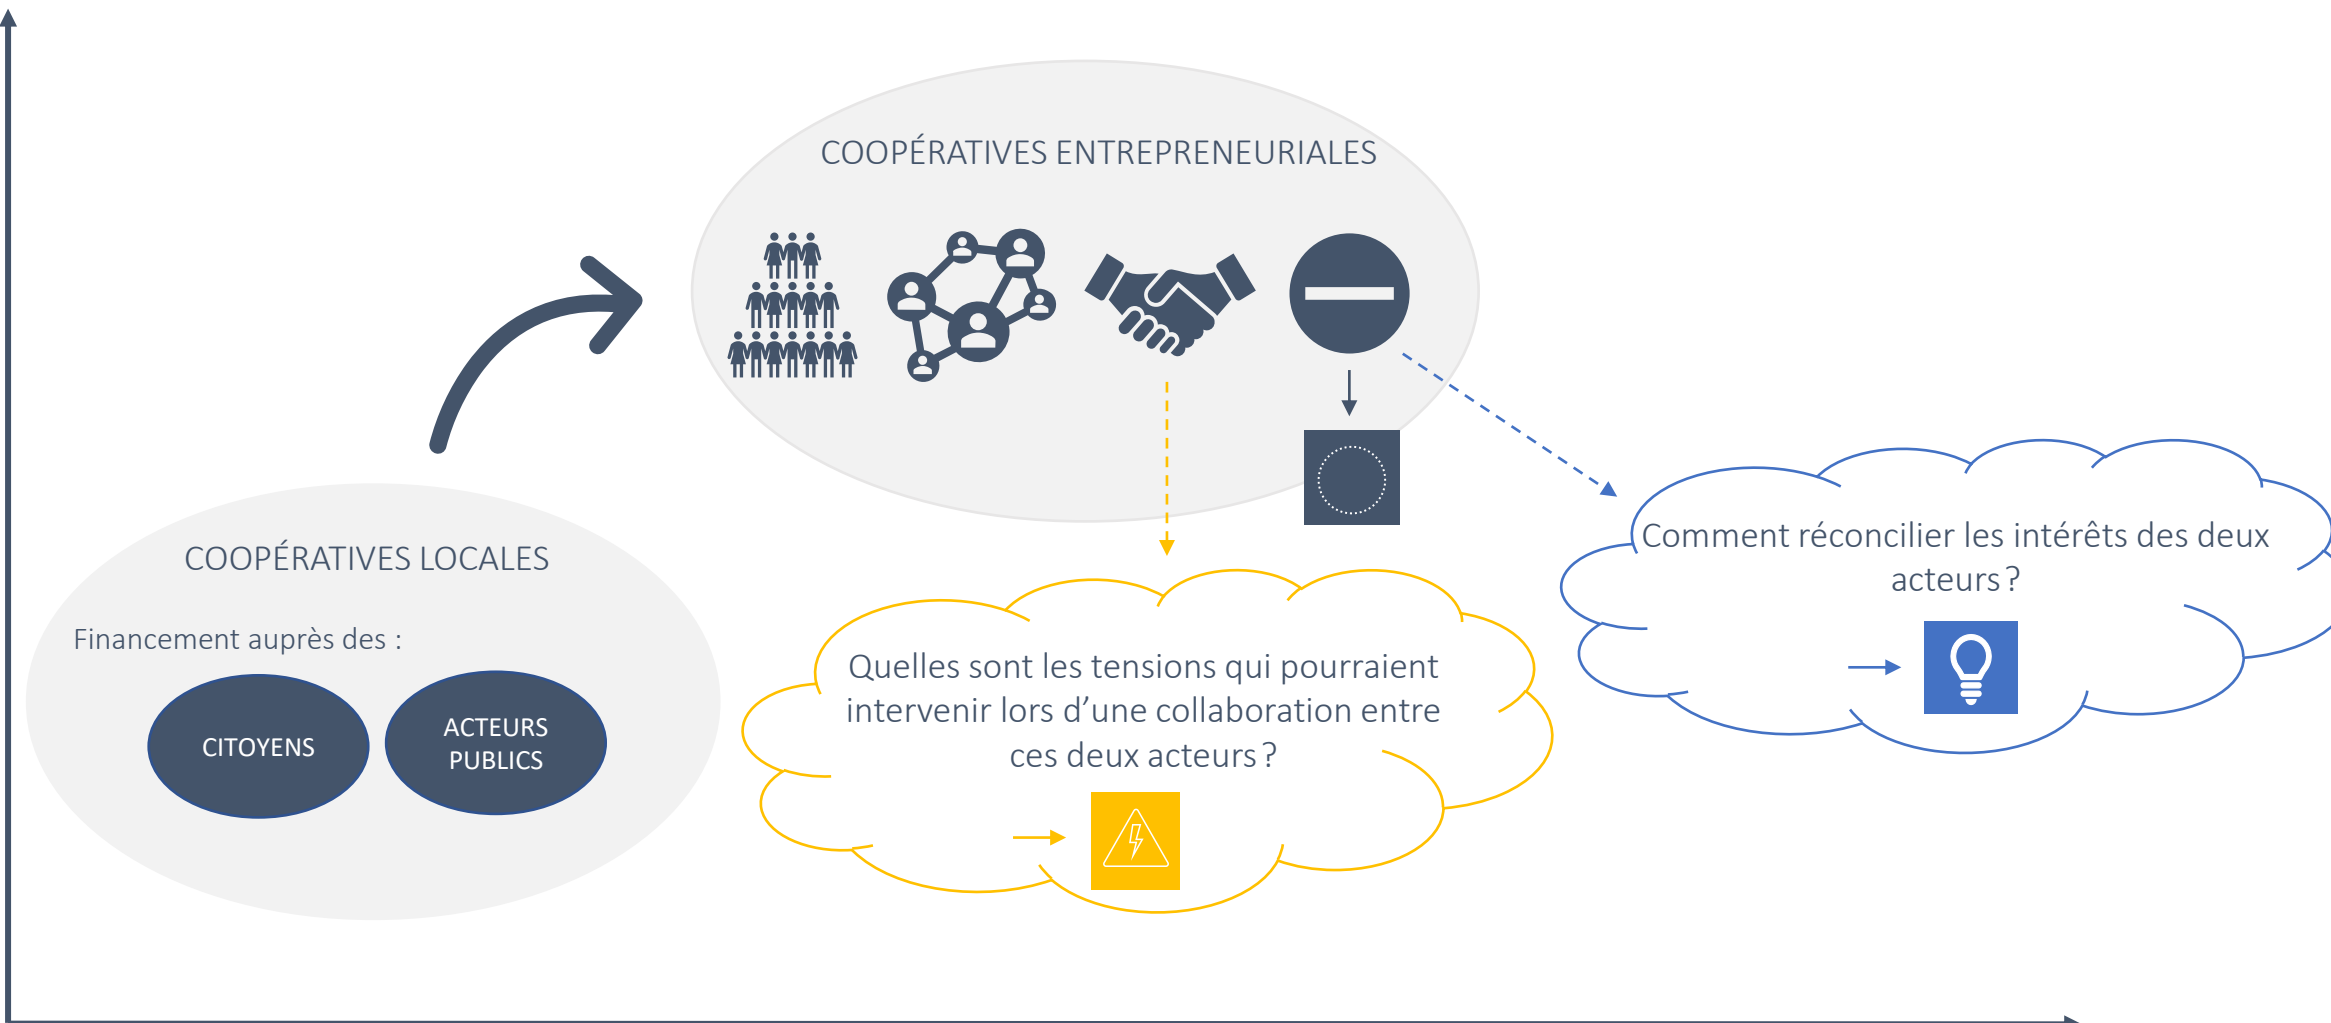 COOPÉRATIVES ENTREPRENEURIALES
COOPÉRATIVES LOCALES
Financement auprès des :
CITOYENS
ACTEURS
PUBLICS
Quelles sont les tensions qui pourraient
intervenir lors d’une collaboration entre
ces deux acteurs ?
Comment réconcilier les intérêts des deux
acteurs ?